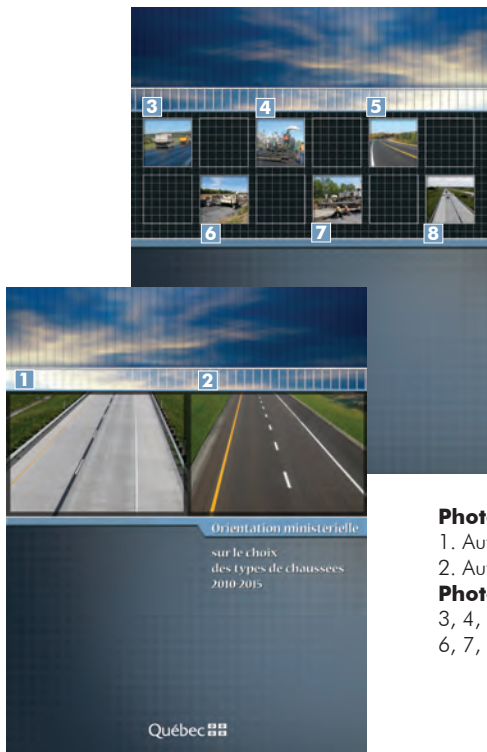 3 4 5
6 7 8
1 2
Orientation ministérielle
sur le choix
des types de chaussées
2010-2015
Québec
Phot
1. Au
2. Au
Phot
3, 4,
6, 7,